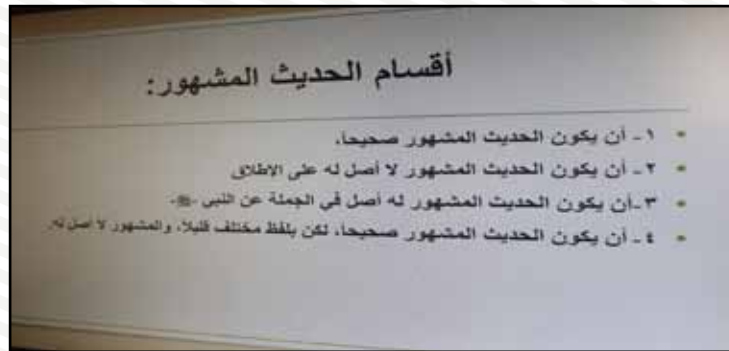 أقسام الحديث المشهور:
١- أن يكون الحديث المشهور صحيحاً.
٢- أن يكون الحديث المشهور لا أصل له على الإطلاق
٣-أن يكون الحديث المشهور له أصل في الجملة عن النبي -ﷺ-
٤- أن يكون الحديث المشهور صحيحاً، لكن بلفظ مختلف قليلاً، والمشهور لا أصل له.